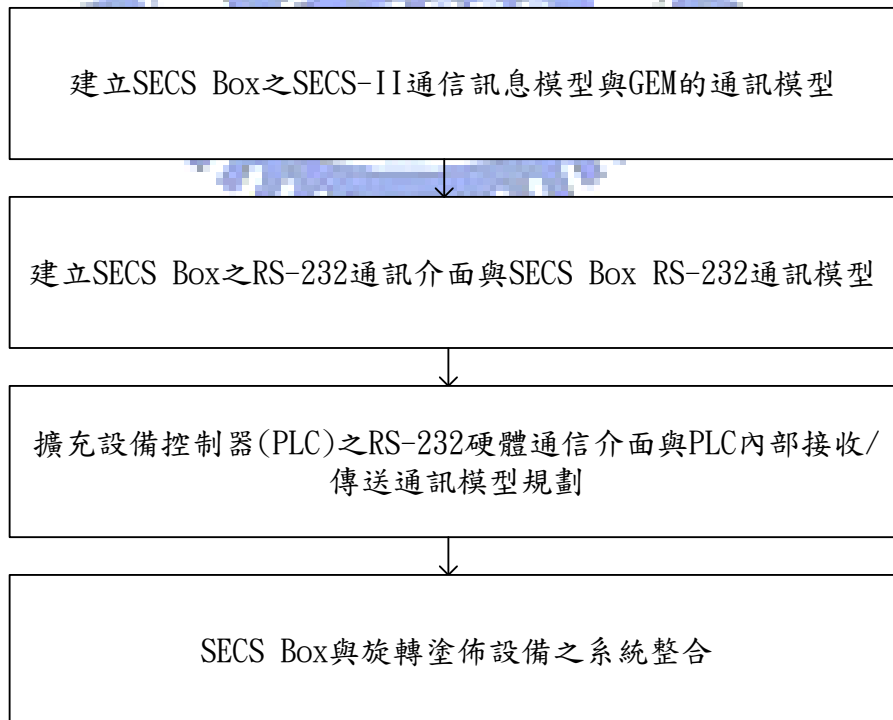 建立SECS Box之SECS-II通信訊息模型與GEM的通訊模型
建立SECS Box之RS-232通訊介面與SECS Box RS-232通訊模型
擴充設備控制器(PLC)之RS-232硬體通信介面與PLC內部接收/
傳送通訊模型規劃
SECS Box與旋轉塗佈設備之系統整合